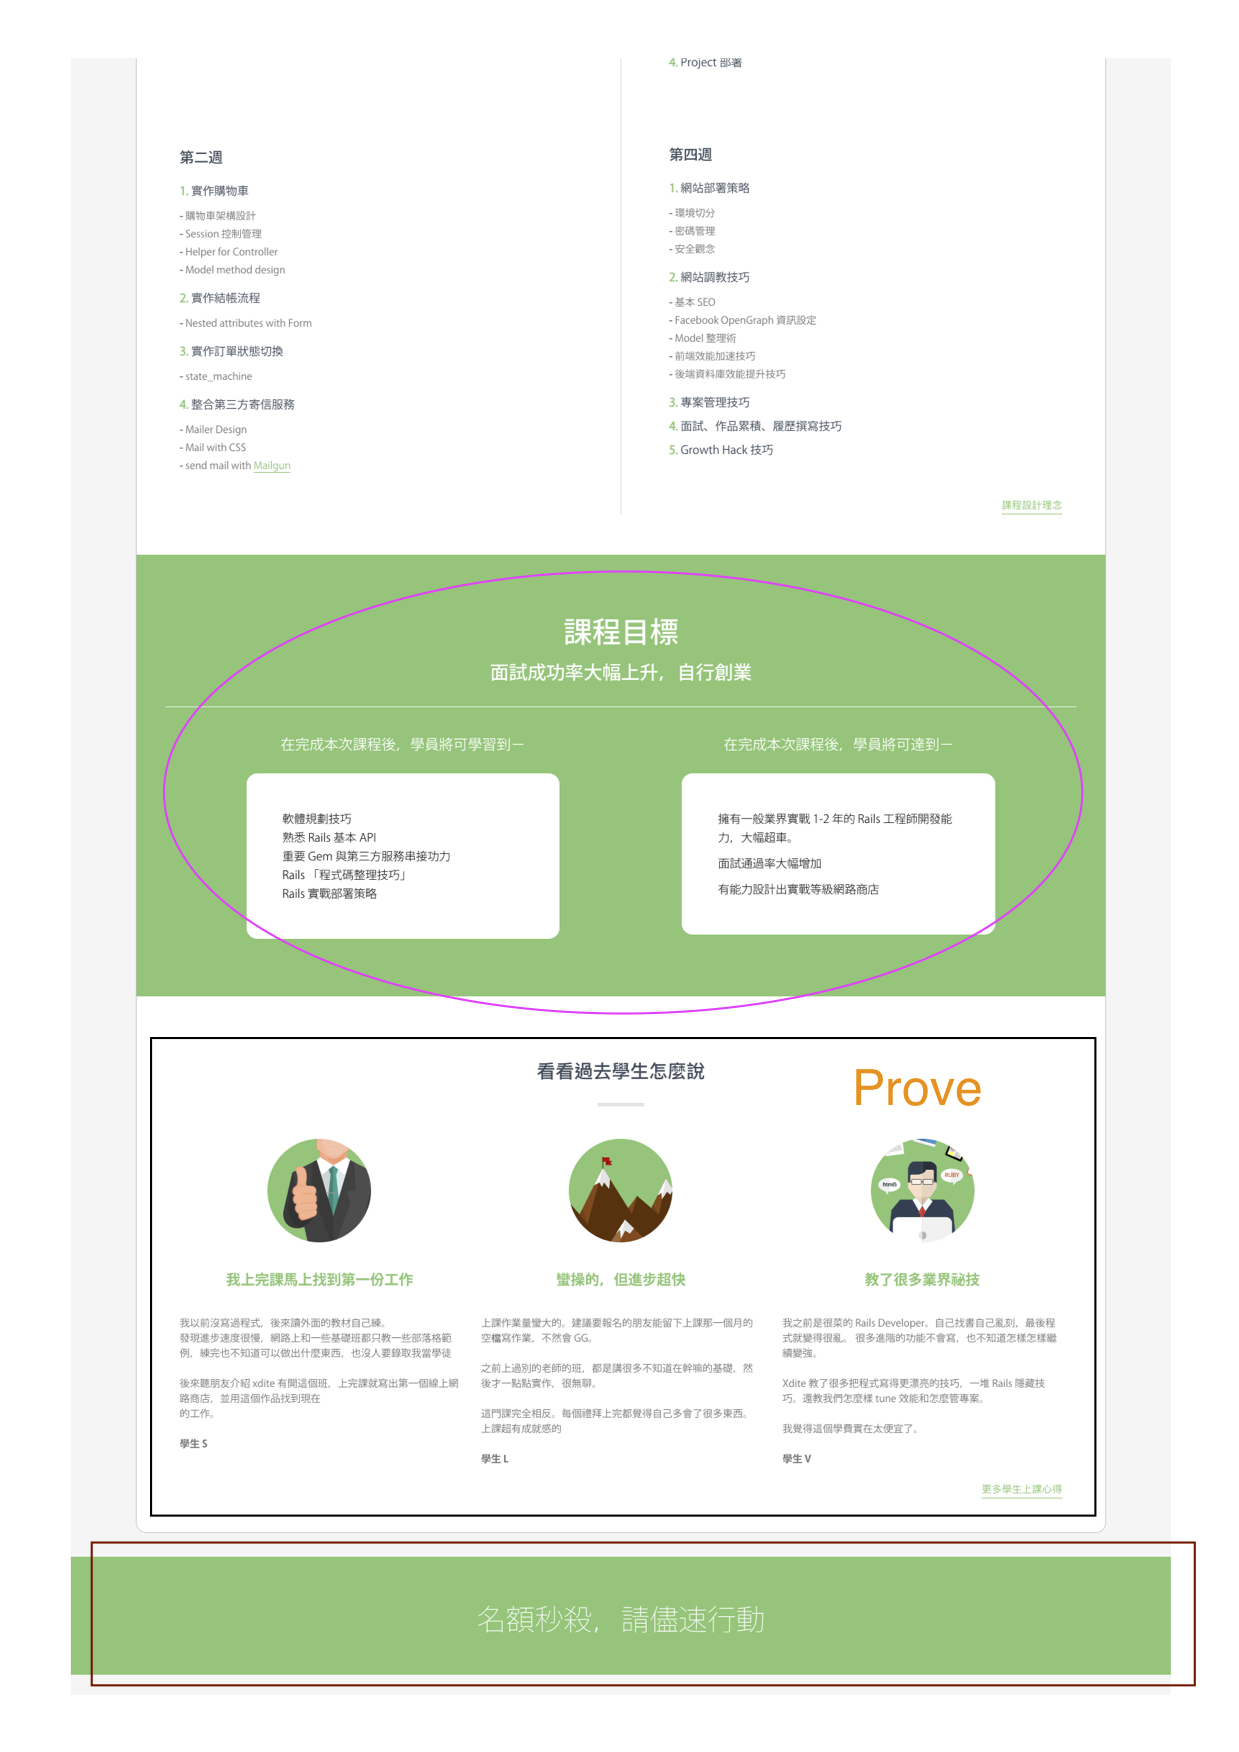 4. Project 部署
第二週
1. 實作購物車
- 購物車架構設計
- Session 控制管理
- Helper for Controller
- Model method design
2. 實作結帳流程
- Nested attributes with Form
3. 實作訂單狀態切換
- state_machine
4. 整合第三方寄信服務
- Mailer Design
- Mail with CSS
- send mail with Mailgun
第四週
1. 網站部署策略
- 環境切分
- 密碼管理
- 安全觀念
2. 網站調教技巧
- 基本 SEO
- Facebook OpenGraph 資訊設定
- Model 整理術
- 前端效能加速技巧
- 後端資料庫效能提升技巧
3. 專案管理技巧
4. 面試、作品累積、履歷撰寫技巧
5. Growth Hack 技巧
課程設計理念
課程目標
面試成功率大幅上升，自行創業
在完成本次課程後，學員將可學習到－
軟體規劃技巧
熟悉 Rails 基本 API
重要 Gem 與第三方服務串接功力
Rails 「程式碼整理技巧」
Rails 實戰部署策略
在完成本次課程後，學員將可達到－
擁有一般業界實戰 1-2 年的 Rails 工程師開發能
力，大幅超車。
面試通過率大幅增加
有能力設計出實戰等級網路商店
看看過去學生怎麼說
Prove
html5
RUBY
我上完課馬上找到第一份工作
我以前沒寫過程式，後來讀外面的教材自己練。
發現進步速度很慢，網路上和一些基礎班都只教一些部落格範
例，練完也不知道可以做出什麼東西，也沒人要錄取我當學徒
後來聽朋友介紹 xdite 有開這個班，上完課就寫出第一個線上網
路商店，並用這個作品找到現在
的工作。
學生 S
蠻操的，但進步超快
上課作業量蠻大的。建議要報名的朋友能留下上課那一個月的
空檔寫作業，不然會 GG。
之前上過別的老師的班，都是講很多不知道在幹嘛的基礎，然
後才一點點實作，很無聊。
這門課完全相反。每個禮拜上完都覺得自己多會了很多東西。
上課超有成就感的
學生 L
教了很多業界祕技
我之前是很菜的 Rails Developer。自己找書自己亂刻，最後程
式就變得很亂。 很多進階的功能不會寫，也不知道怎樣怎樣繼
續變強。
Xdite 教了很多把程式寫得更漂亮的技巧，一堆 Rails 隱藏技
巧。還教我們怎麼樣 tune 效能和怎麼管專案。
我覺得這個學費實在太便宜了。
學生 V
更多學生上課心得
名額秒殺，請儘速行動